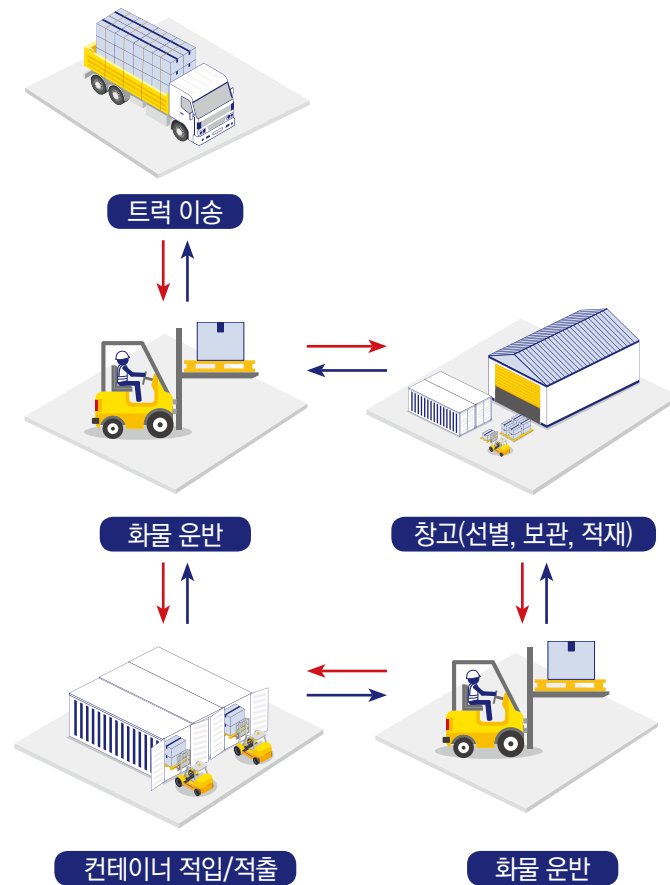 트럭 이송
화물 운반
창고(선별, 보관, 적재)
컨테이너 적입/적출
화물 운반